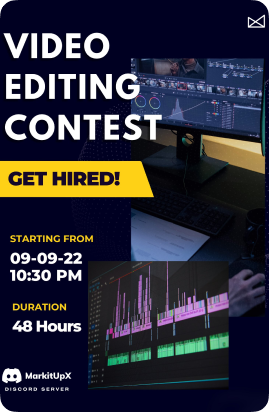 VIDEO
EDITING
CONTEST
GET HIRED!
STARTING FROM
09-09-22
10:30 PM
DURATION
48 Hours
MarkitUpX
DISCORD SERVER